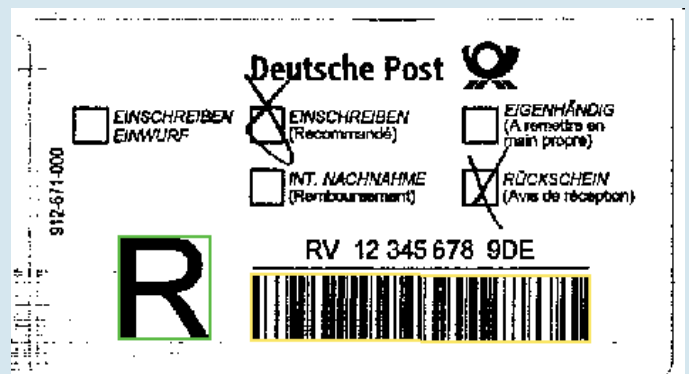 Deutsche Post
EINSCHREIBEN
EINWURF
EINSCHREIBEN
(Recommandé)
EIGENHÄNDIG
(A remettre en
main propre)
INT. NACHNAHME
(Remboursement)
RÜCKSCHEIN
(Avis de réception)
912-671-000
R
RV 12 345 678 9DE